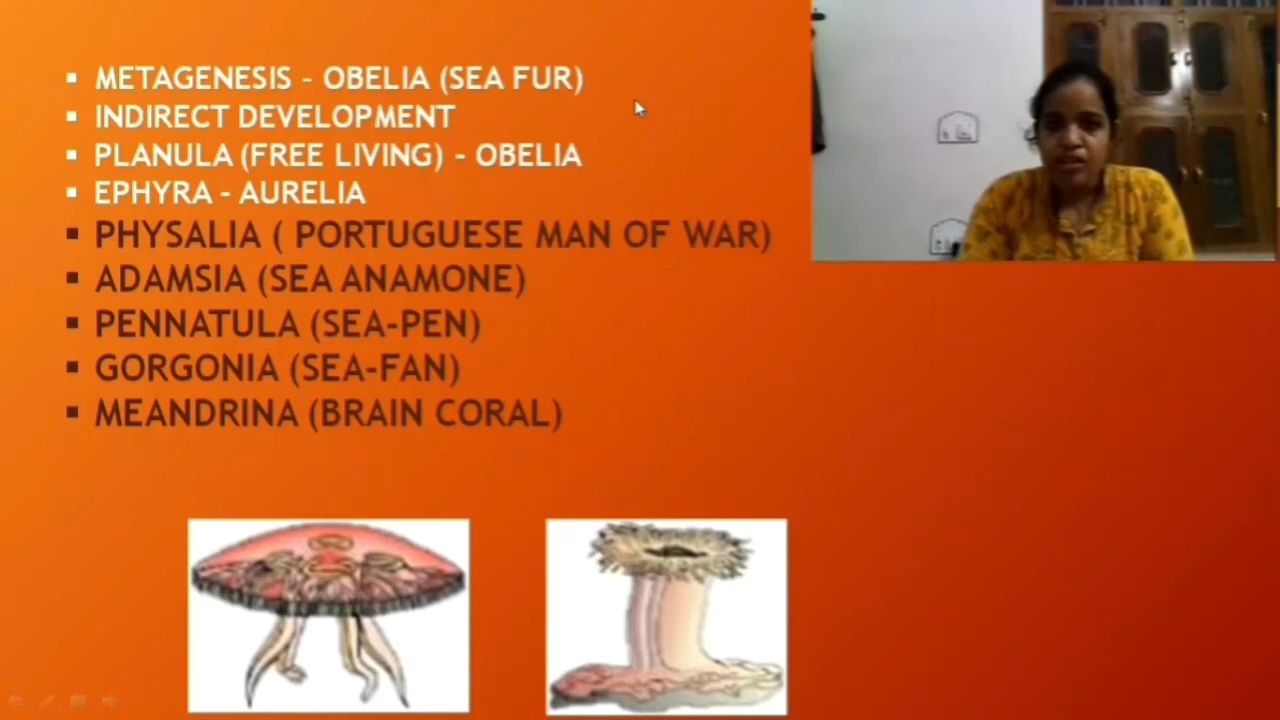 METAGENESIS – OBELIA (SEA FUR)
INDIRECT DEVELOPMENT
PLANULA (FREE LIVING) – OBELIA
EPHYRA – AURELIA
PHYSALIA ( PORTUGUESE MAN OF WAR)
ADAMSIA (SEA ANAMONE)
PENNATULA (SEA-PEN)
GORGONIA (SEA-FAN)
MEANDRINA (BRAIN CORAL)